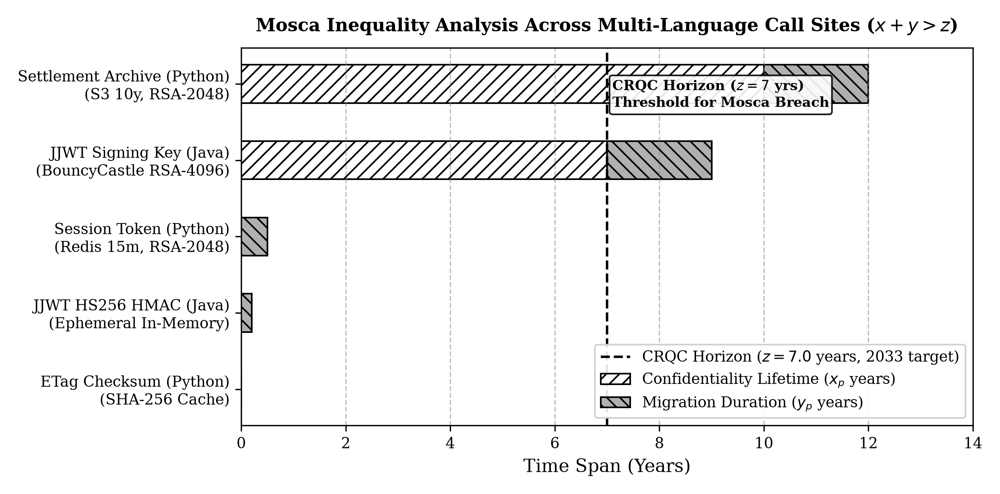 Mosca Inequality Analysis Across Multi-Language Call Sites (x + y > z)
Settlement Archive (Python)
(S3 10y, RSA-2048)
CRQC Horizon (z = 7 yrs)
Threshold for Mosca Breach
JJWT Signing Key (Java)
(BouncyCastle RSA-4096)
Session Token (Python)
(Redis 15m, RSA-2048)
JJWT HS256 HMAC (Java)
(Ephemeral In-Memory)
ETag Checksum (Python)
(SHA-256 Cache)
CRQC Horizon (z = 7.0 years, 2033 target)
Confidentiality Lifetime (xₚ years)
Migration Duration (yₚ years)
0 2 4 6 8 10 12 14
Time Span (Years)